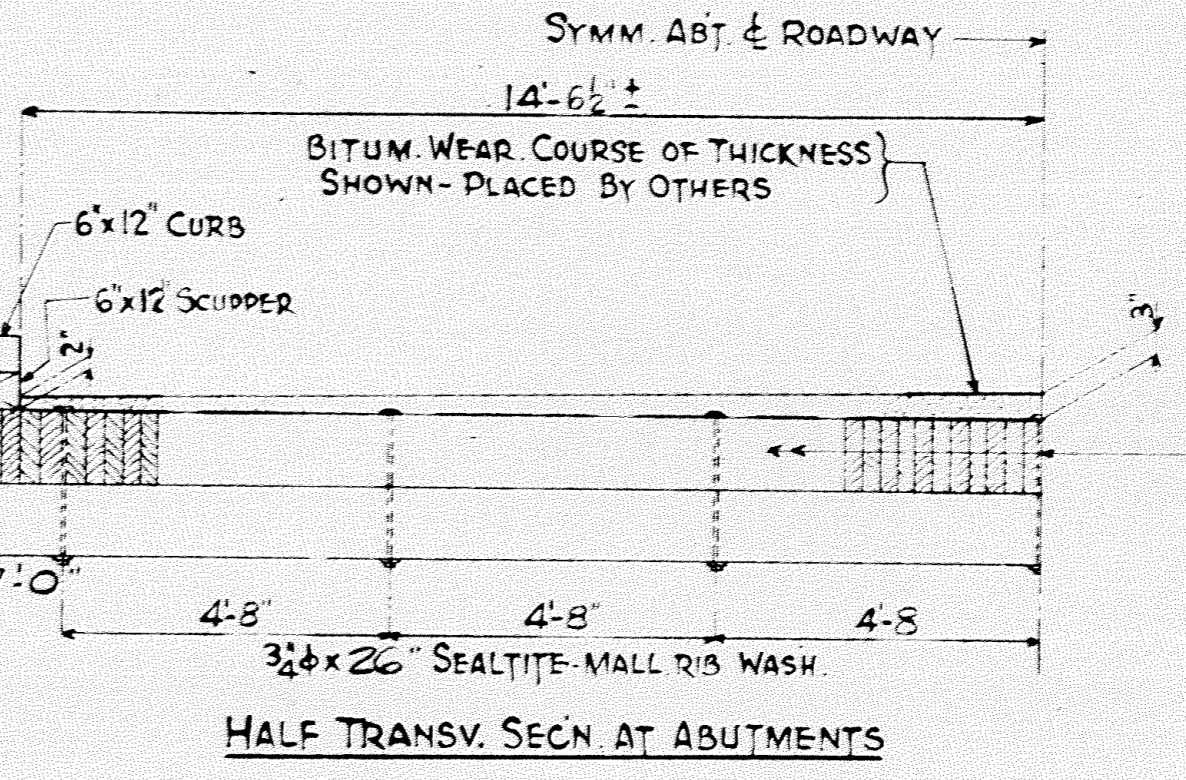 SYMM. ABT. ℄ ROADWAY
14'-6½" ±
BITUM. WEAR. COURSE OF THICKNESS
SHOWN - PLACED BY OTHERS
6"x12" CURB
6"x12" SCUDPER
2"
3"
'-0"
4'-8"
4'-8"
4'-8
3/4"ϕ x 26" SEALTITE-MALL RIB WASH.
HALF TRANSV. SEC'N. AT ABUTMENTS